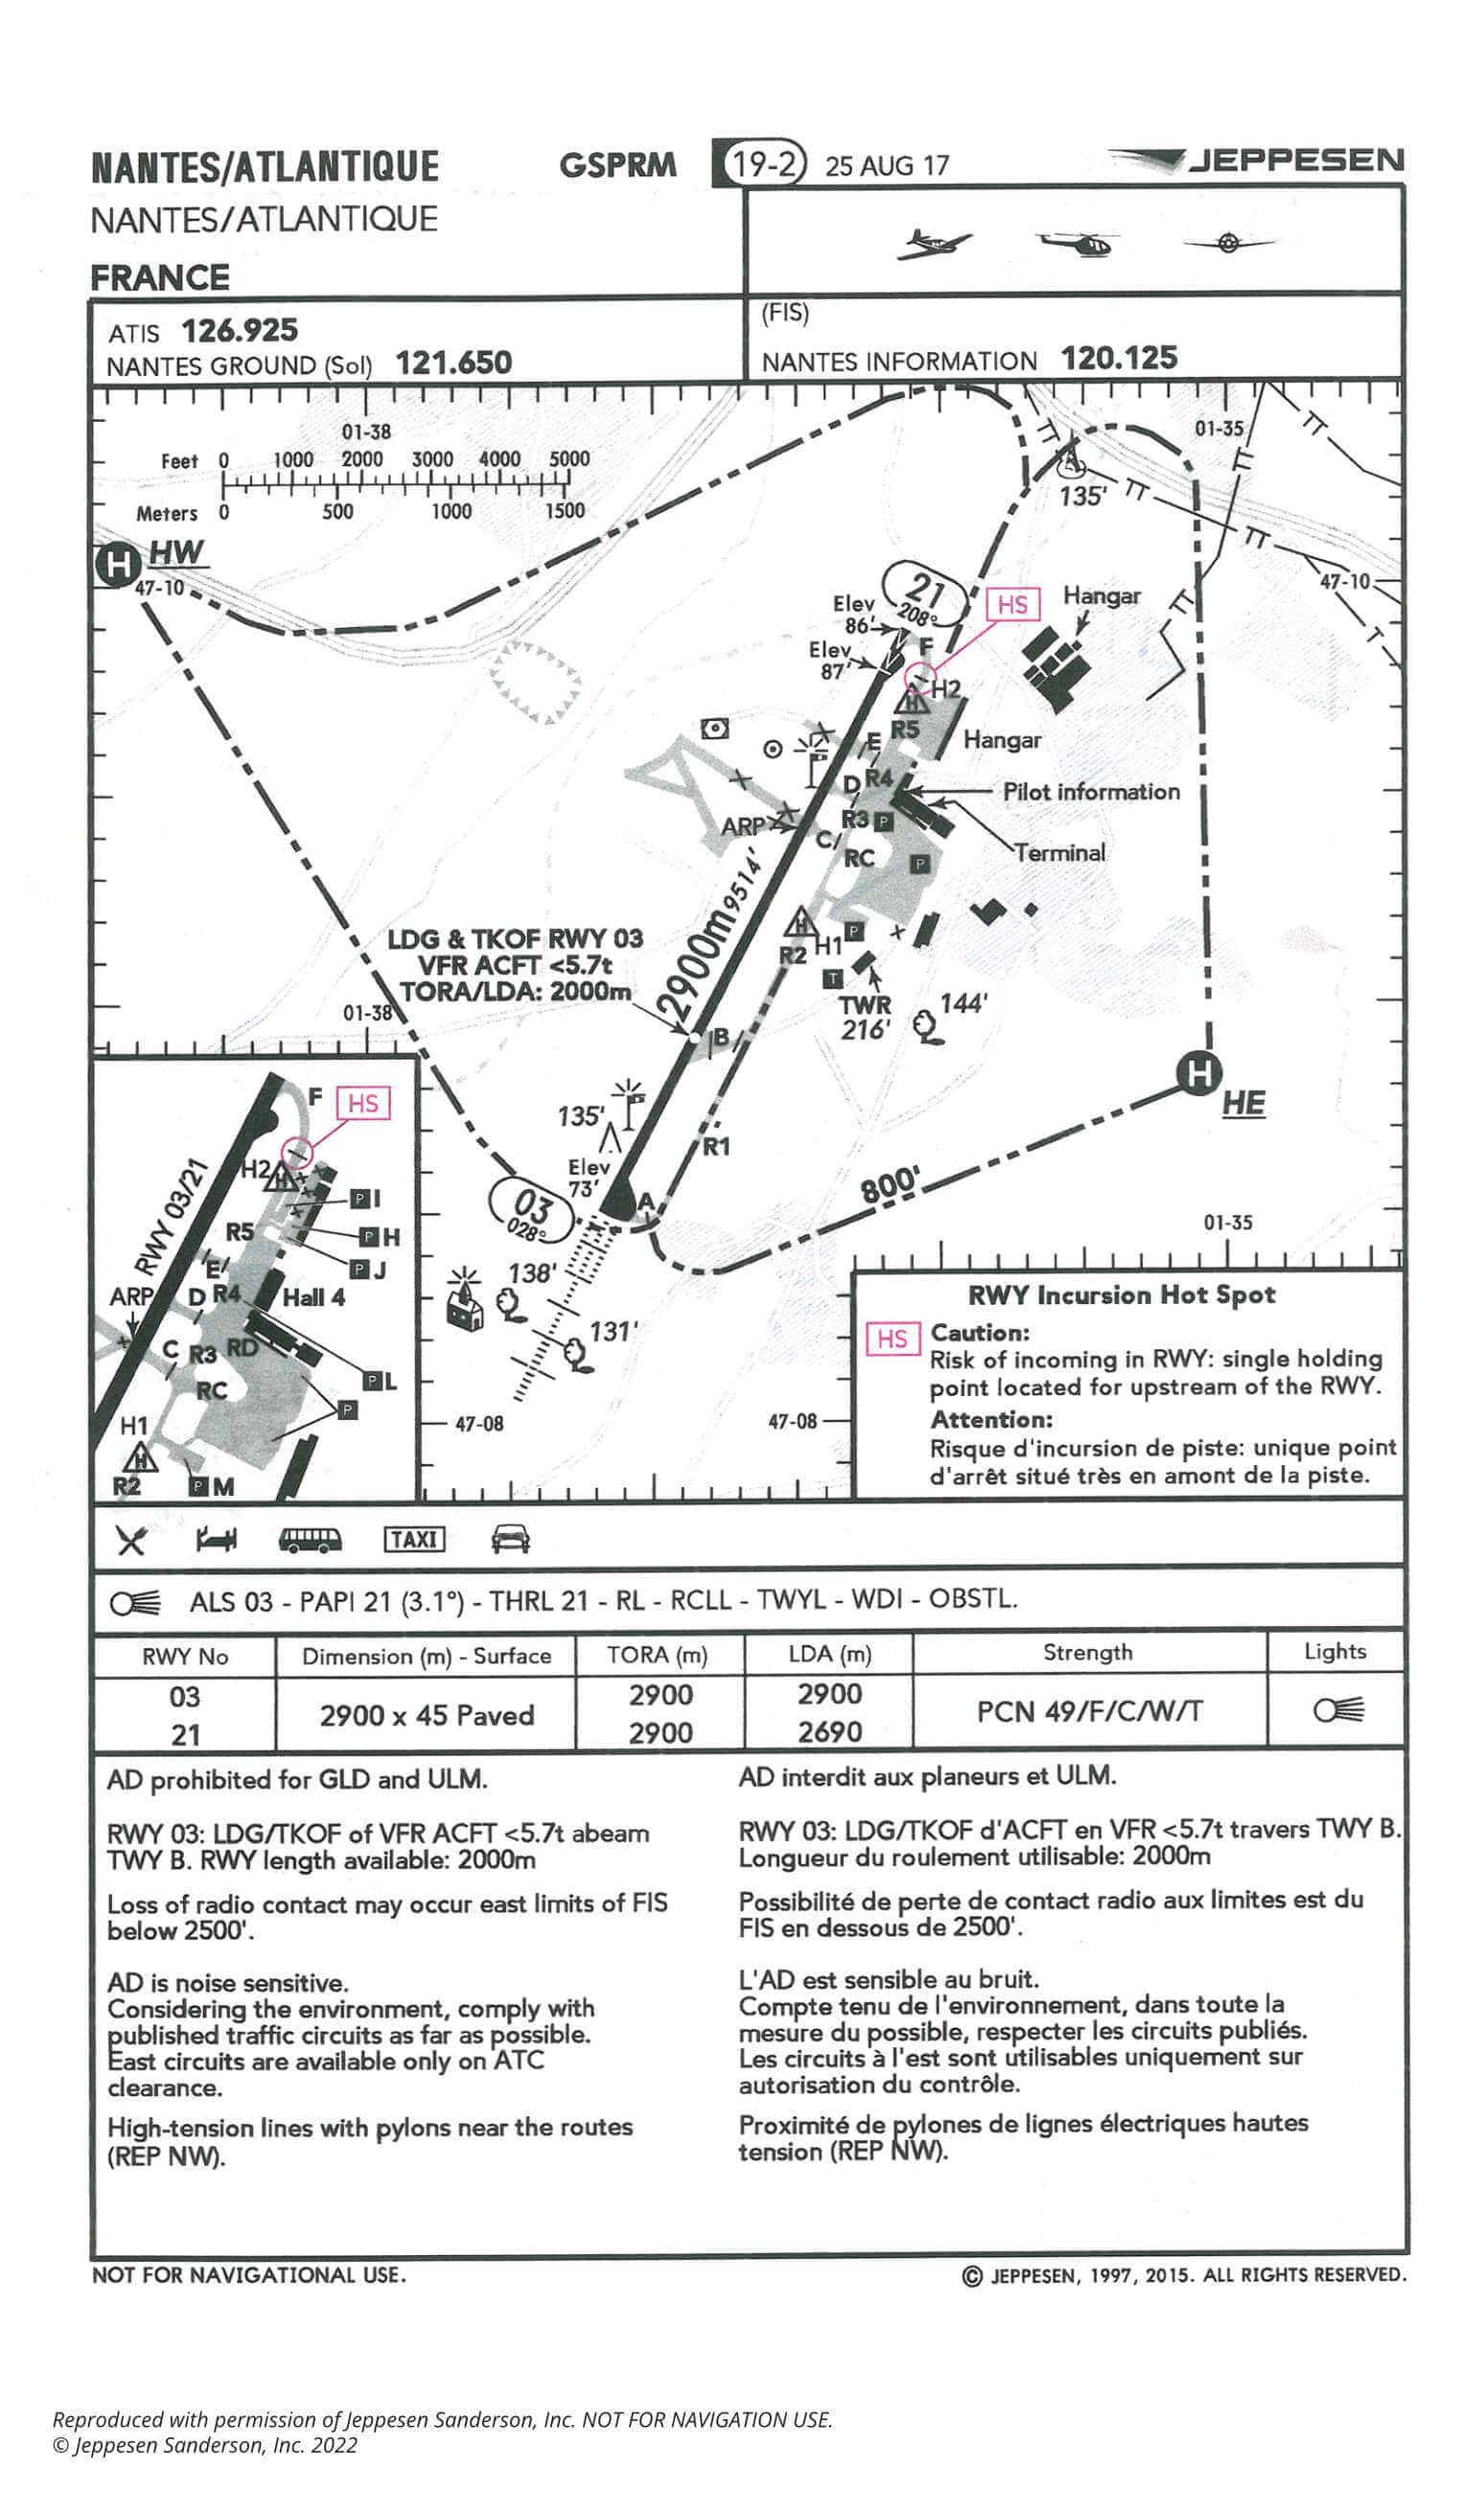 NANTES/ATLANTIQUE GSPRM 19-2 25 AUG 17 JEPPESEN
NANTES/ATLANTIQUE
FRANCE
ATIS 126.925
NANTES GROUND (Sol) 121.650
(FIS)
NANTES INFORMATION 120.125
01-38
01-35
Feet 0 1000 2000 3000 4000 5000
Meters 0 500 1000 1500
135'
TT
TT
TT
TT
TT
TT
T
H HW
47-10
47-10
21
208°
HS
Hangar
Elev
86'
F
Elev
87'
H2
H
R5
Hangar
E
D R4
Pilot information
ARP
R3 P
C
RC
P
Terminal
2900m 9514'
LDG & TKOF RWY 03
VFR ACFT <5.7t
TORA/LDA: 2000m
H
R2 H1 P
T
TWR
216'
144'
01-38
B
H
HE
135'
R1
Elev
73'
A
03
028°
800'
01-35
138'
131'
47-08
47-08
F HS
RWY 03/21
H2
H
P I
R5
P H
E
P J
ARP
D R4
Hall 4
C R3 RD
P L
RC
P
H1
H
R2
P M
RWY Incursion Hot Spot
HS Caution:
Risk of incoming in RWY: single holding
point located for upstream of the RWY.
Attention:
Risque d'incursion de piste: unique point
d'arrêt situé très en amont de la piste.
TAXI
ALS 03 - PAPI 21 (3.1°) - THRL 21 - RL - RCLL - TWYL - WDI - OBSTL.
RWY No Dimension (m) - Surface TORA (m) LDA (m) Strength Lights
03 2900 2900
2900 x 45 Paved PCN 49/F/C/W/T
21 2900 2690
AD prohibited for GLD and ULM.
RWY 03: LDG/TKOF of VFR ACFT <5.7t abeam
TWY B. RWY length available: 2000m
Loss of radio contact may occur east limits of FIS
below 2500'.
AD is noise sensitive.
Considering the environment, comply with
published traffic circuits as far as possible.
East circuits are available only on ATC
clearance.
High-tension lines with pylons near the routes
(REP NW).
AD interdit aux planeurs et ULM.
RWY 03: LDG/TKOF d'ACFT en VFR <5.7t travers TWY B.
Longueur du roulement utilisable: 2000m
Possibilité de perte de contact radio aux limites est du
FIS en dessous de 2500'.
L'AD est sensible au bruit.
Compte tenu de l'environnement, dans toute la
mesure du possible, respecter les circuits publiés.
Les circuits à l'est sont utilisables uniquement sur
autorisation du contrôle.
Proximité de pylones de lignes électriques hautes
tension (REP NW).
NOT FOR NAVIGATIONAL USE.
© JEPPESEN, 1997, 2015. ALL RIGHTS RESERVED.
Reproduced with permission of Jeppesen Sanderson, Inc. NOT FOR NAVIGATION USE.
© Jeppesen Sanderson, Inc. 2022